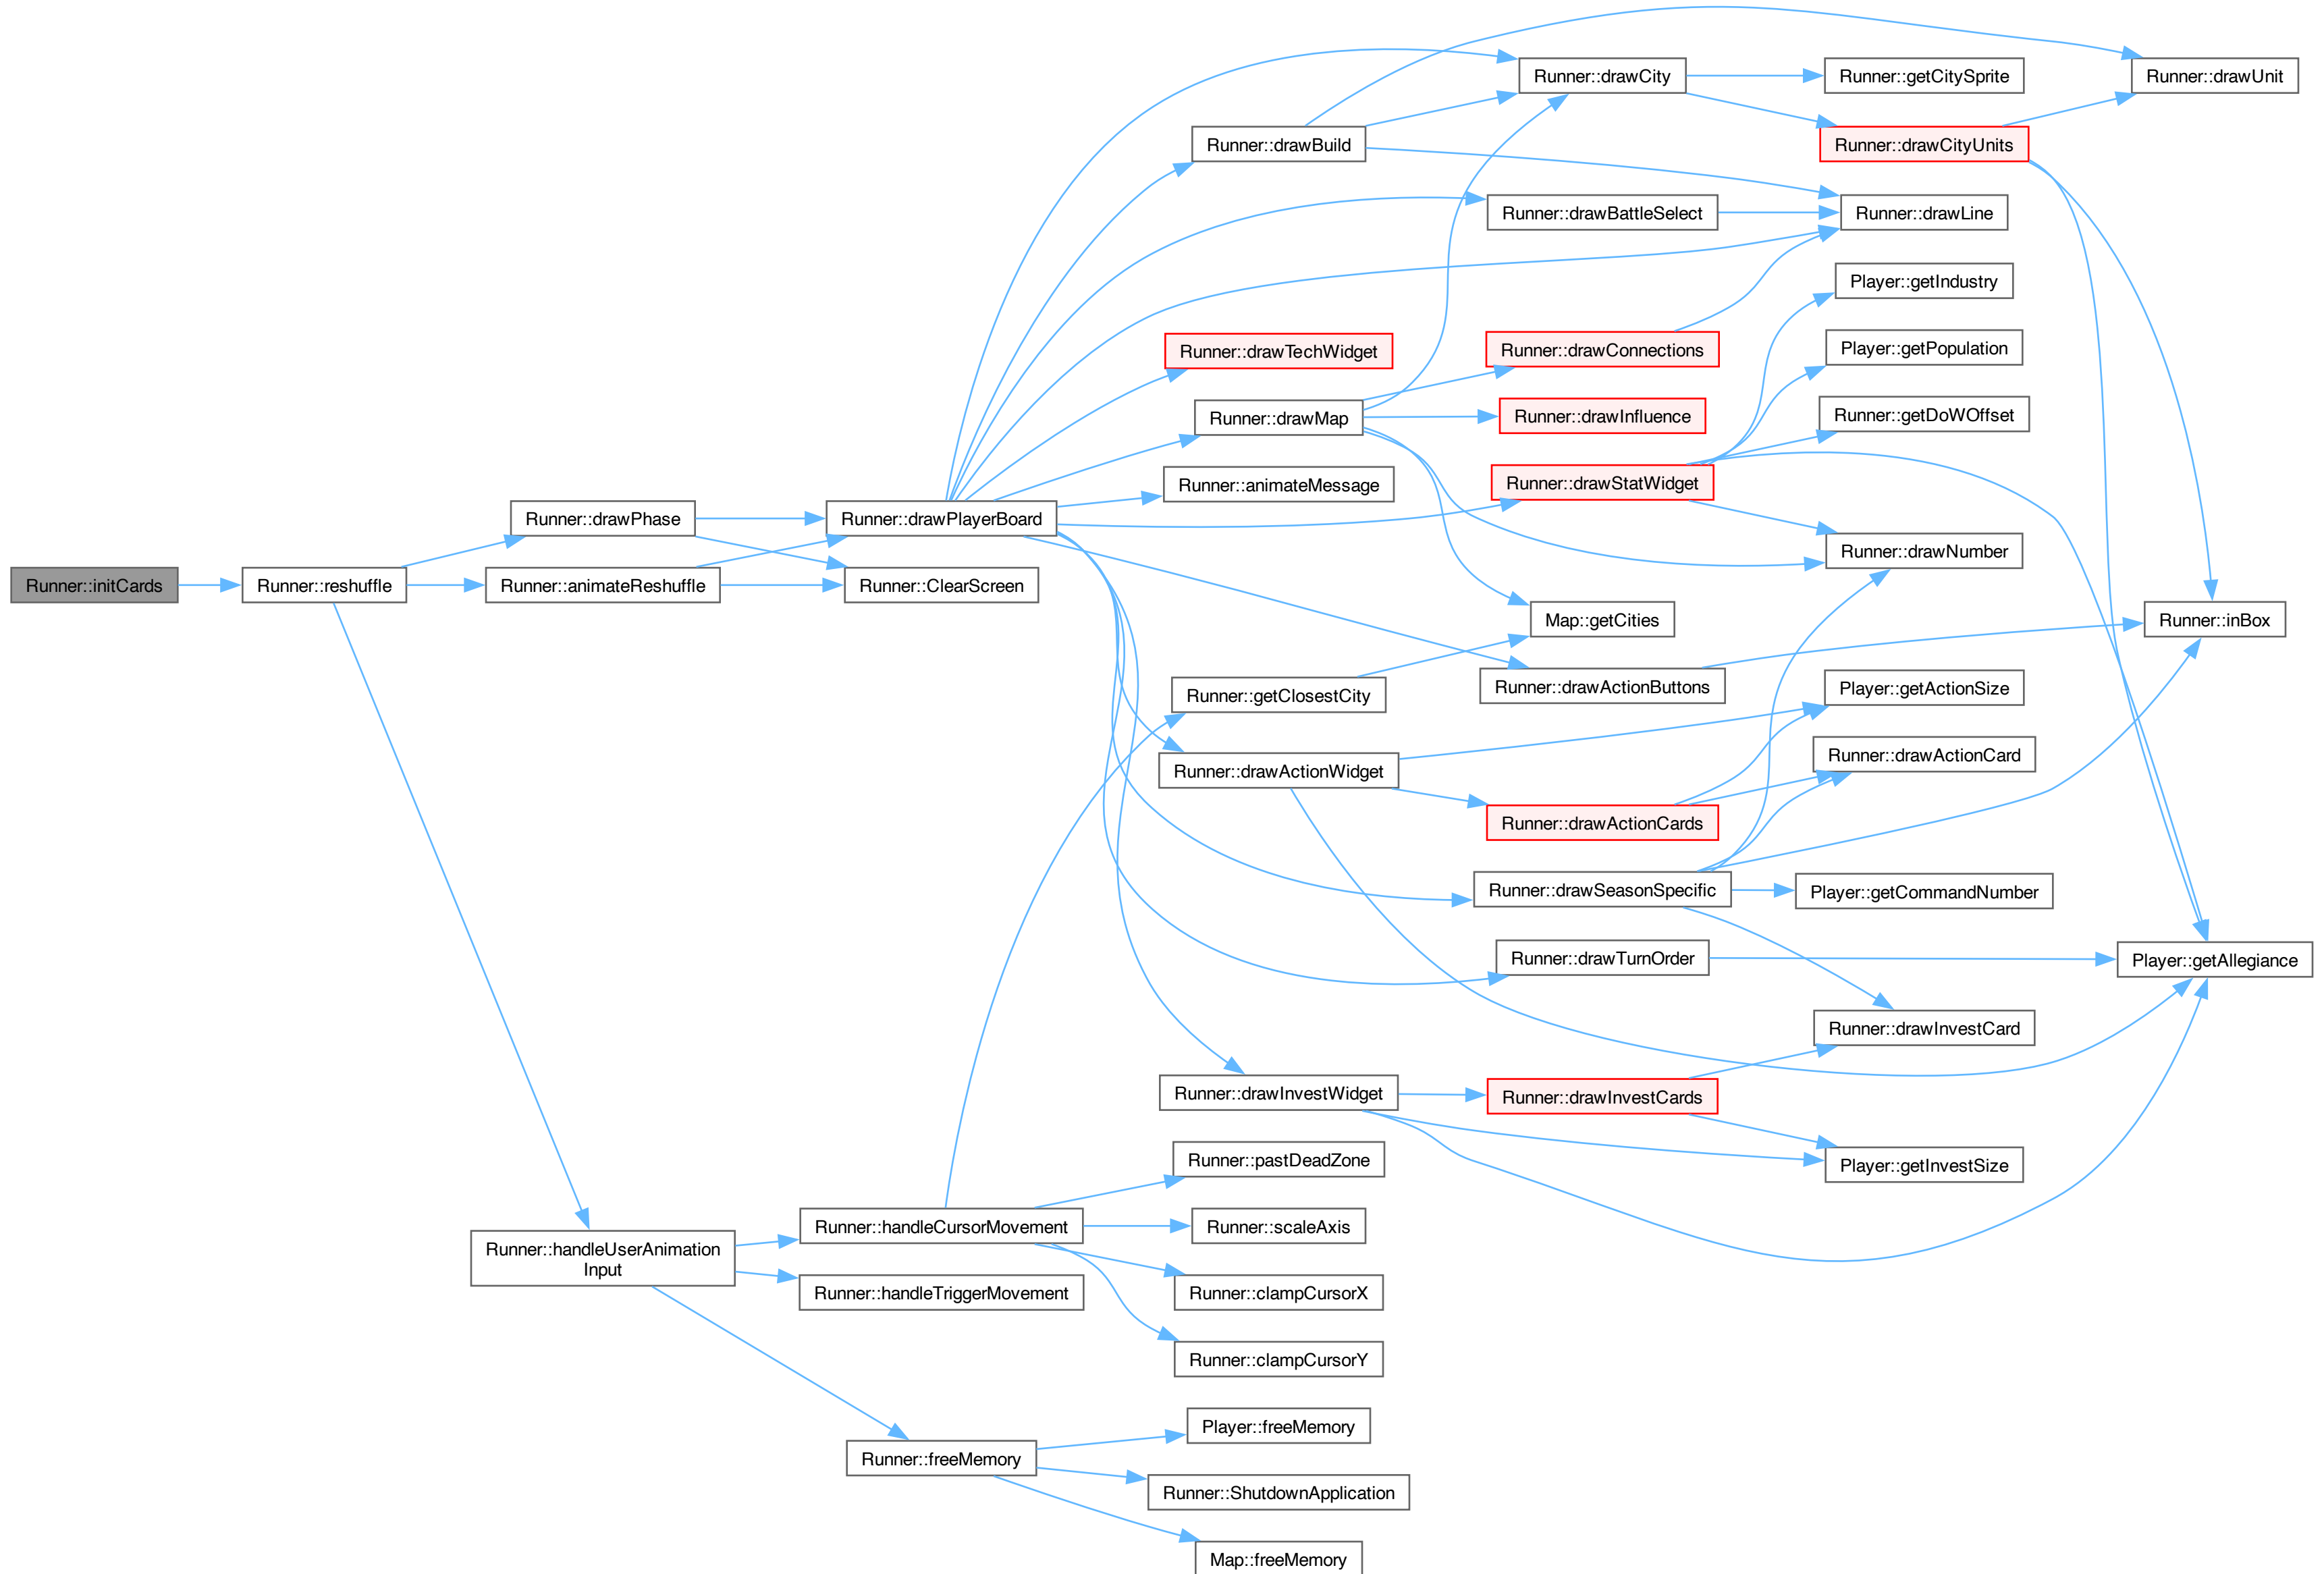 Runner::initCards
Runner::reshuffle
Runner::drawPhase
Runner::animateReshuffle
Runner::handleUserAnimation
Input
Runner::drawPlayerBoard
Runner::ClearScreen
Runner::handleCursorMovement
Runner::handleTriggerMovement
Runner::freeMemory
Runner::drawBuild
Runner::drawTechWidget
Runner::drawMap
Runner::animateMessage
Runner::getClosestCity
Runner::drawActionWidget
Runner::drawInvestWidget
Runner::pastDeadZone
Runner::scaleAxis
Runner::clampCursorX
Runner::clampCursorY
Player::freeMemory
Runner::ShutdownApplication
Map::freeMemory
Runner::drawCity
Runner::drawBattleSelect
Runner::drawConnections
Runner::drawInfluence
Runner::drawStatWidget
Map::getCities
Runner::drawActionButtons
Runner::drawActionCards
Runner::drawSeasonSpecific
Runner::drawTurnOrder
Runner::drawInvestCards
Runner::getCitySprite
Runner::drawCityUnits
Runner::drawLine
Player::getIndustry
Player::getPopulation
Runner::getDoWOffset
Runner::drawNumber
Player::getActionSize
Runner::drawActionCard
Player::getCommandNumber
Runner::drawInvestCard
Player::getInvestSize
Runner::drawUnit
Runner::inBox
Player::getAllegiance